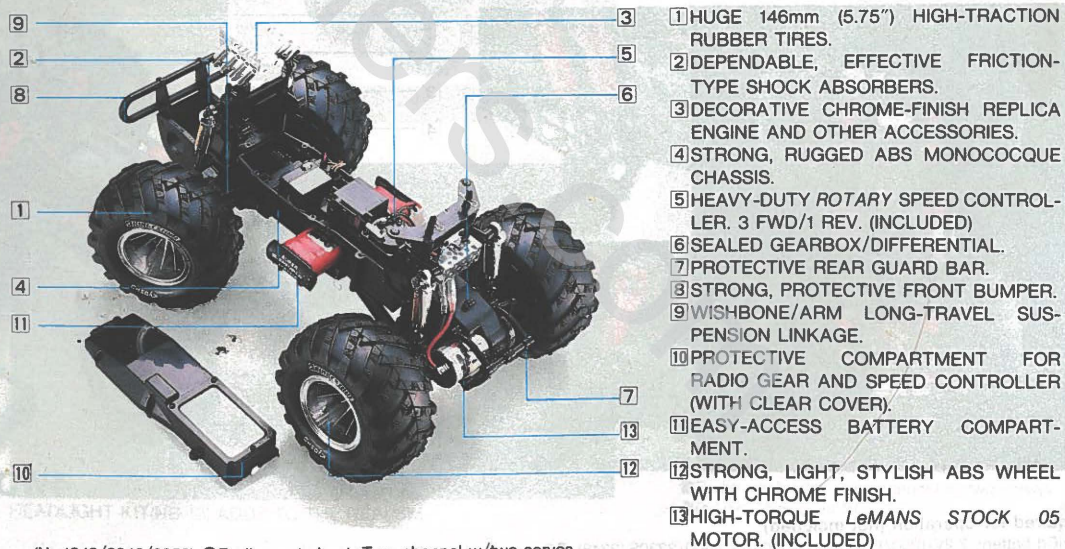 9
2
8
1
4
11
10
3
5
6
7
13
12
1 HUGE 146mm (5.75″) HIGH-TRACTION
RUBBER TIRES.
2 DEPENDABLE, EFFECTIVE FRICTION-
TYPE SHOCK ABSORBERS.
3 DECORATIVE CHROME-FINISH REPLICA
ENGINE AND OTHER ACCESSORIES.
4 STRONG, RUGGED ABS MONOCOCQUE
CHASSIS.
5 HEAVY-DUTY ROTARY SPEED CONTROL-
LER. 3 FWD/1 REV. (INCLUDED)
6 SEALED GEARBOX/DIFFERENTIAL.
7 PROTECTIVE REAR GUARD BAR.
8 STRONG, PROTECTIVE FRONT BUMPER.
9 WISHBONE/ARM LONG-TRAVEL SUS-
PENSION LINKAGE.
10 PROTECTIVE COMPARTMENT FOR
RADIO GEAR AND SPEED CONTROLLER
(WITH CLEAR COVER).
11 EASY-ACCESS BATTERY COMPART-
MENT.
12 STRONG, LIGHT, STYLISH ABS WHEEL
WITH CHROME FINISH.
13 HIGH-TORQUE LeMANS STOCK 05
MOTOR. (INCLUDED)